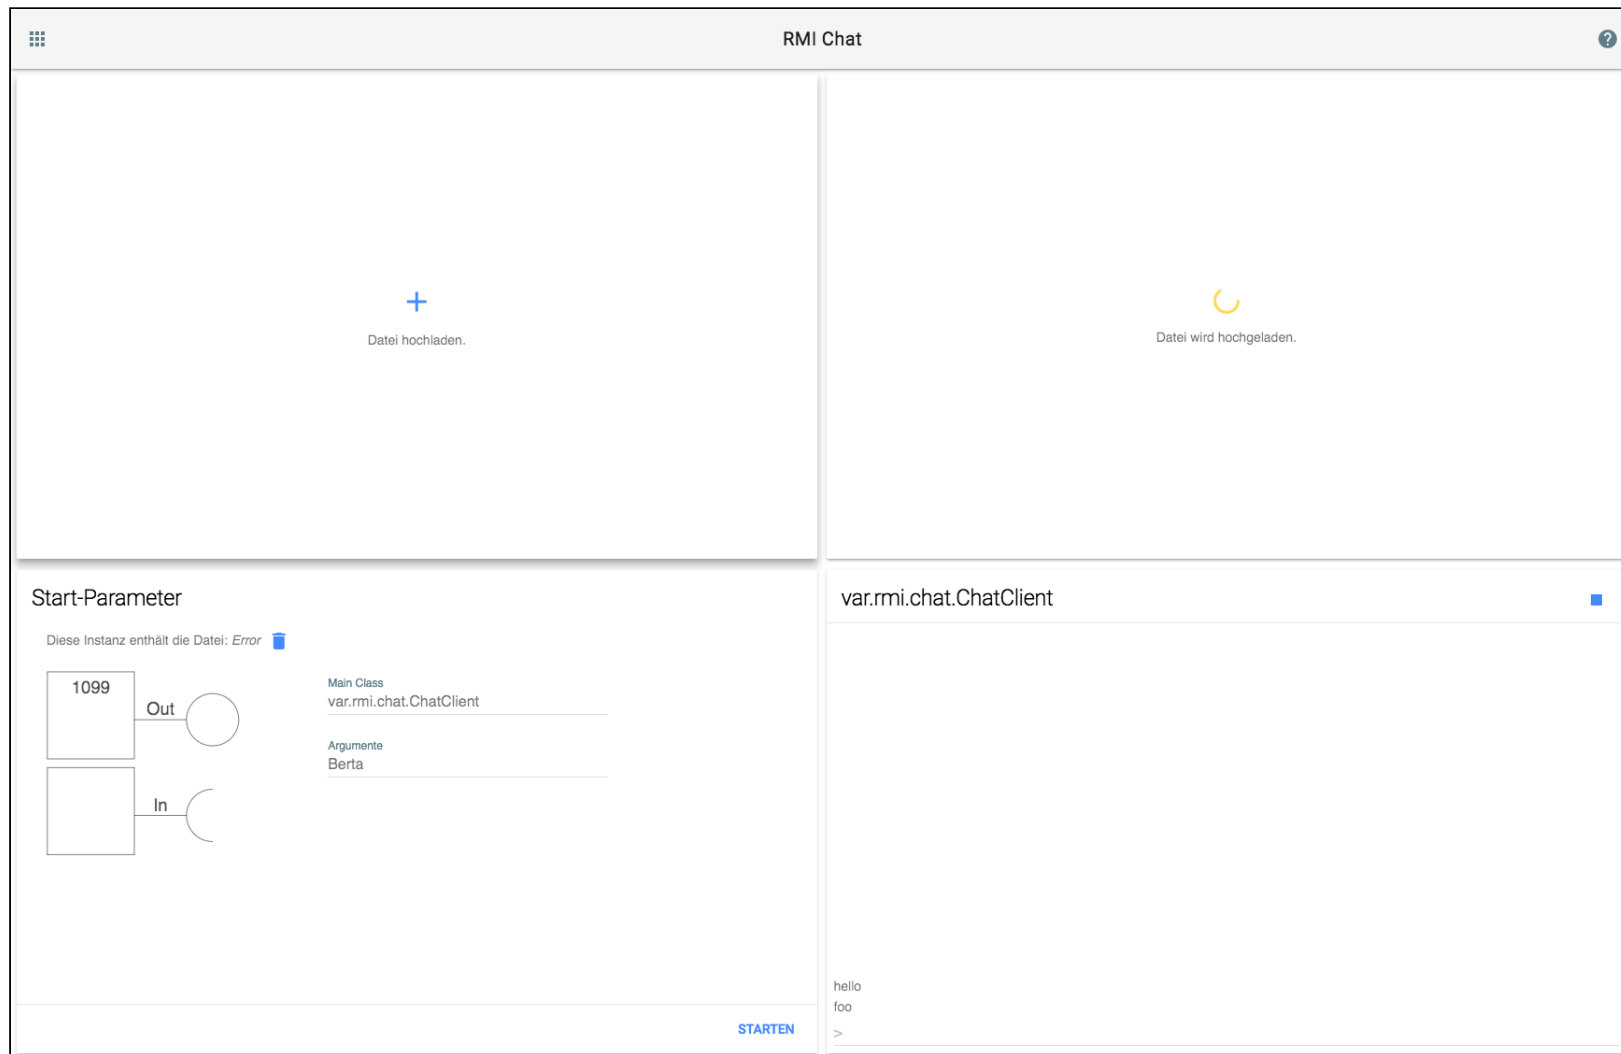 RMI Chat
?
Datei hochladen.
Datei wird hochgeladen.
Start-Parameter
Diese Instanz enthält die Datei: Error
1099
Out
In
Main Class
var.rmi.chat.ChatClient
Argumente
Berta
STARTEN
var.rmi.chat.ChatClient
hello
foo
>